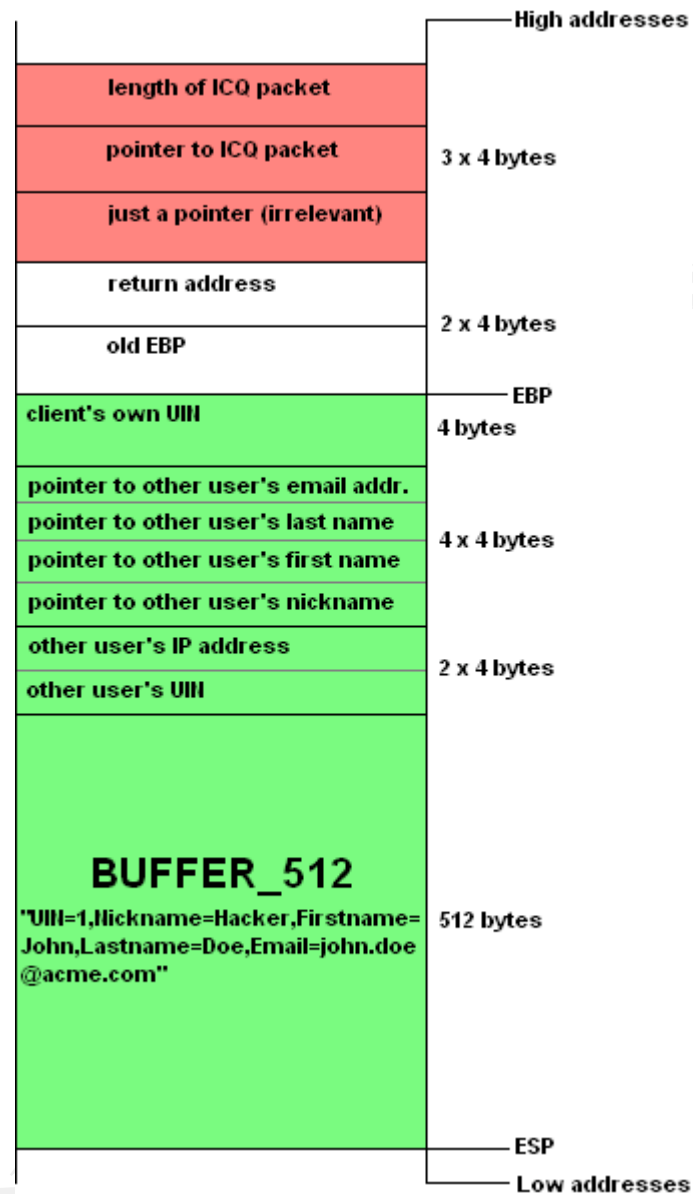 High addresses
length of ICQ packet
pointer to ICQ packet
3 x 4 bytes
just a pointer (irrelevant)
return address
2 x 4 bytes
old EBP
EBP
client's own UIN
4 bytes
pointer to other user's email addr.
pointer to other user's last name
4 x 4 bytes
pointer to other user's first name
pointer to other user's nickname
other user's IP address
2 x 4 bytes
other user's UIN
BUFFER_512
"UIN=1,Nickname=Hacker,Firstname=
John,Lastname=Doe,Email=john.doe
@acme.com"
512 bytes
ESP
Low addresses